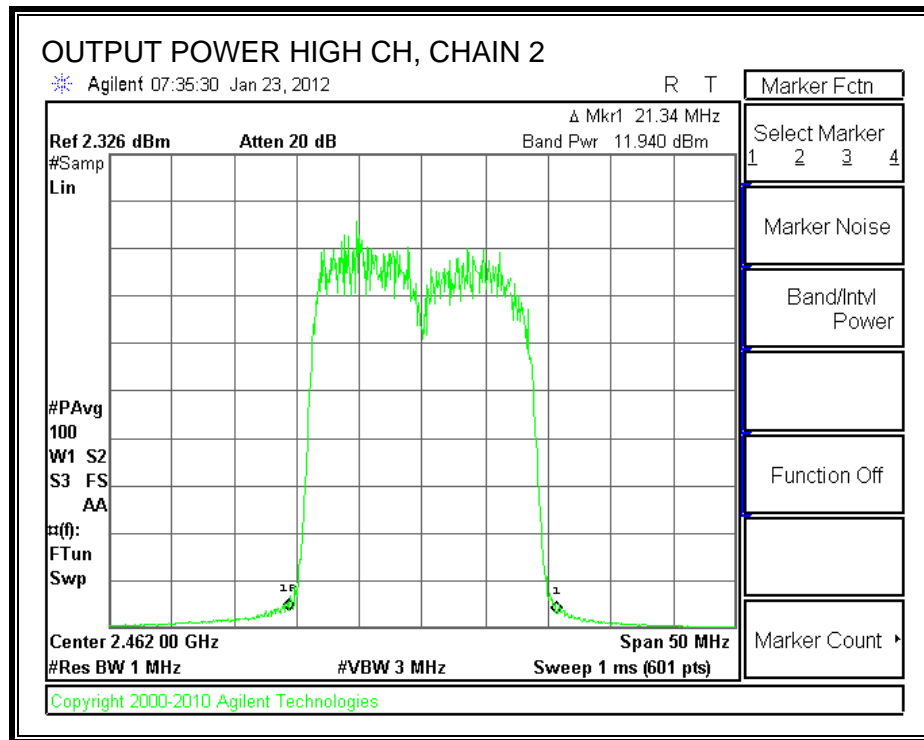 OUTPUT POWER HIGH CH, CHAIN 2
Agilent 07:35:30 Jan 23, 2012 R T
Δ Mkr1 21.34 MHz
Ref 2.326 dBm Atten 20 dB Band Pwr 11.940 dBm
#Samp
Lin
#PAvg
100
W1 S2
S3 FS
AA
¤(f):
FTun
Swp
1R
1
Center 2.462 00 GHz Span 50 MHz
#Res BW 1 MHz #VBW 3 MHz Sweep 1 ms (601 pts)
Copyright 2000-2010 Agilent Technologies
Marker Fctn
Select Marker
1 2 3 4
Marker Noise
Band/Intvl
Power
Function Off
Marker Count